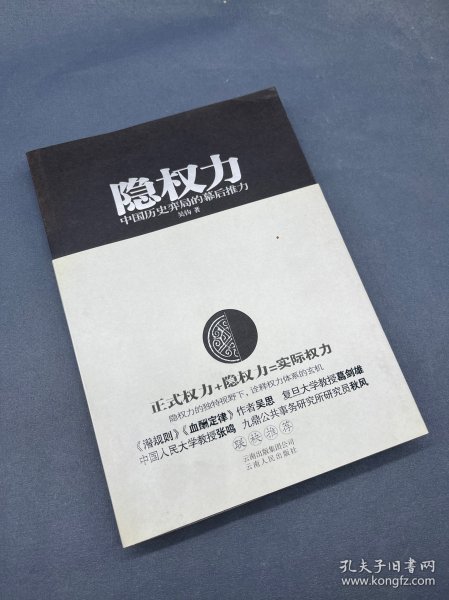 隐权力
中国历史弈局的幕后推力
吴钩 著
正式权力+隐权力=实际权力
隐权力的独特视野下，诠释权力体系的玄机
《潜规则》《血酬定律》作者吴思 复旦大学教授葛剑雄
中国人民大学教授张鸣 九鼎公共事务研究所研究员秋风
联袂推荐
云南出版集团公司
云南人民出版社
孔夫子旧书网
www.kongfz.com